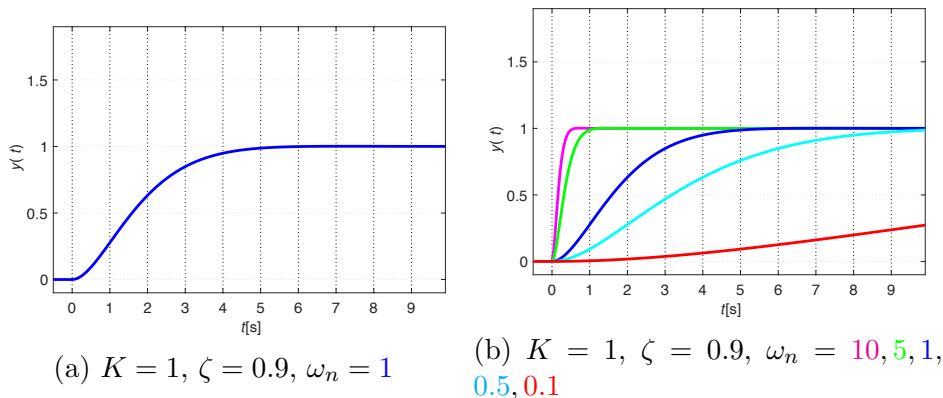 1.5
1
0.5
0
y( t)
0 1 2 3 4 5 6 7 8 9
t[s]
(a) K = 1, ζ = 0.9, ωn = 1
1.5
1
0.5
0
y( t)
0 1 2 3 4 5 6 7 8 9
t[s]
(b) K = 1, ζ = 0.9, ωn = 10, 5, 1,
0.5, 0.1